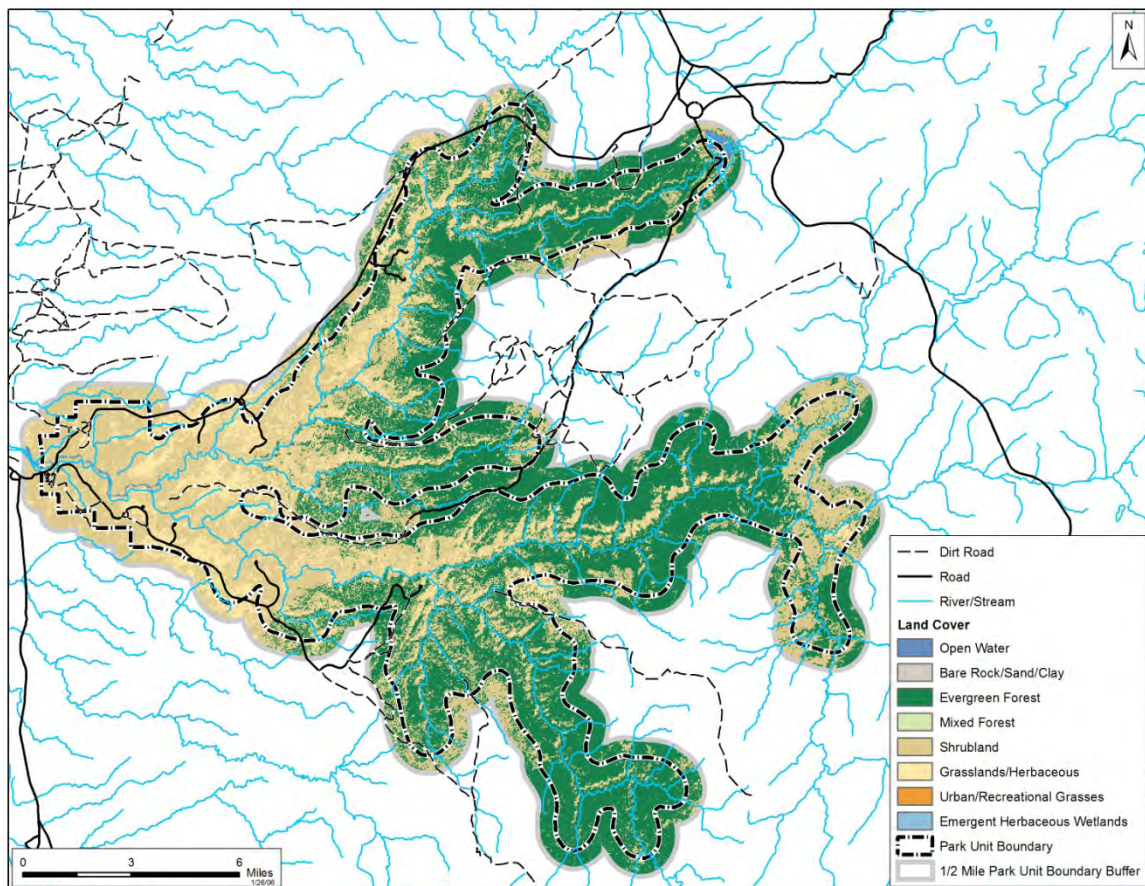 N
Dirt Road
Road
River/Stream
Land Cover
Open Water
Bare Rock/Sand/Clay
Evergreen Forest
Mixed Forest
Shrubland
Grasslands/Herbaceous
Urban/Recreational Grasses
Emergent Herbaceous Wetlands
Park Unit Boundary
1/2 Mile Park Unit Boundary Buffer
0 3 6
Miles
1/26/06